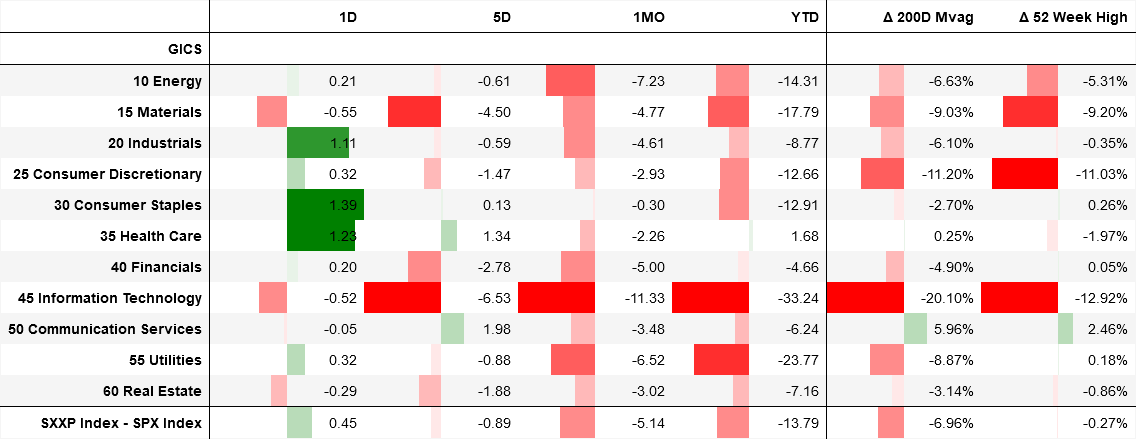 1D 5D 1MO YTD Δ 200D Mvag Δ 52 Week High
GICS
10 Energy 0.21 -0.61 -7.23 -14.31 -6.63% -5.31%
15 Materials -0.55 -4.50 -4.77 -17.79 -9.03% -9.20%
20 Industrials 1.11 -0.59 -4.61 -8.77 -6.10% -0.35%
25 Consumer Discretionary 0.32 -1.47 -2.93 -12.66 -11.20% -11.03%
30 Consumer Staples 1.39 0.13 -0.30 -12.91 -2.70% 0.26%
35 Health Care 1.23 1.34 -2.26 1.68 0.25% -1.97%
40 Financials 0.20 -2.78 -5.00 -4.66 -4.90% 0.05%
45 Information Technology -0.52 -6.53 -11.33 -33.24 -20.10% -12.92%
50 Communication Services -0.05 1.98 -3.48 -6.24 5.96% 2.46%
55 Utilities 0.32 -0.88 -6.52 -23.77 -8.87% 0.18%
60 Real Estate -0.29 -1.88 -3.02 -7.16 -3.14% -0.86%
SXXP Index - SPX Index 0.45 -0.89 -5.14 -13.79 -6.96% -0.27%